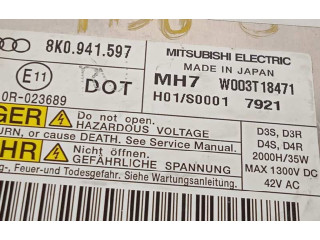 8K0.941.597 MITSUBISHI ELECTRIC
MADE IN JAPAN
E11 DOT MH7 W003T18471
0R-023689 H01/S0001 7921
GER Do not open.
HAZARDOUS VOLTAGE D3S, D3R
URN, or cause DEATH. See Service Manual. D4S, D4R
HR Nicht öffnen. 2000H/35W
GEFÄHRLICHE SPANNUNG MAX 1300V DC
ng-, Feuer- und Todesgefahr. Siehe Wartungsanleitung. 42V AC